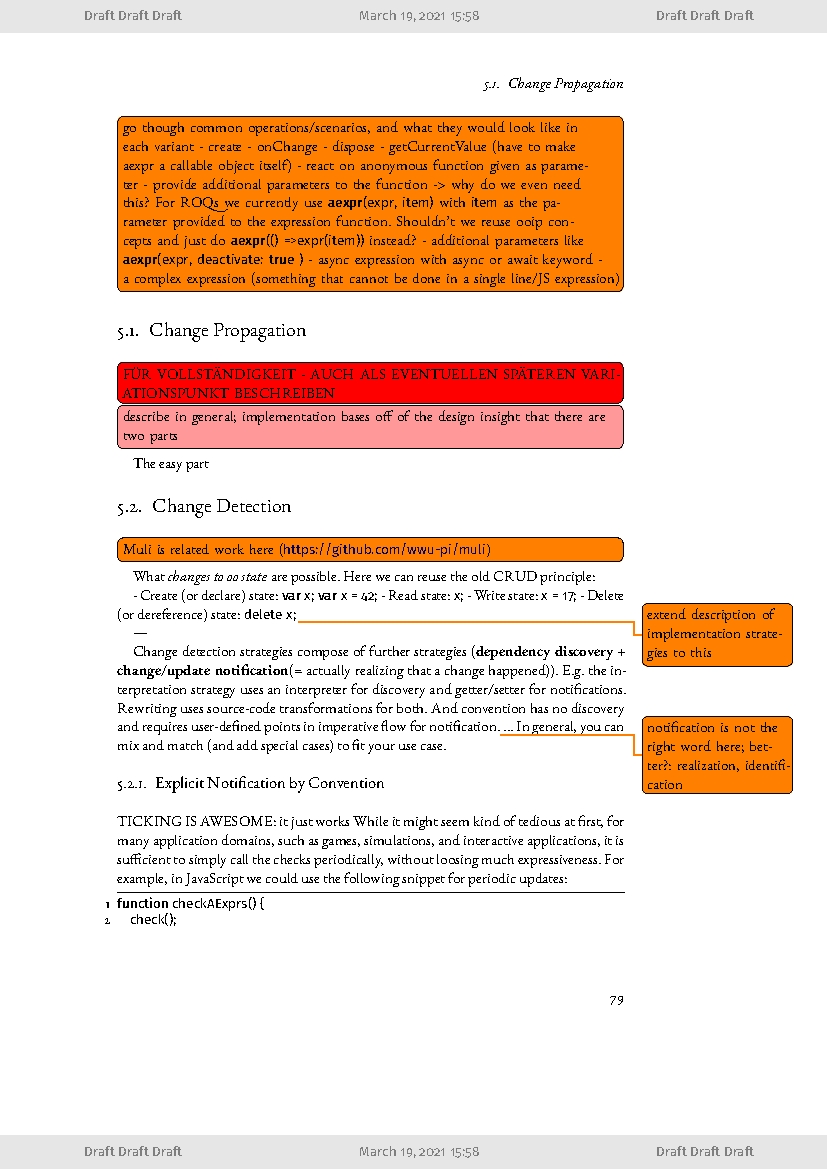 Draft Draft Draft March 19, 2021 15:58 Draft Draft Draft
5.1. Change Propagation
go though common operations/scenarios, and what they would look like in
each variant - create - onChange - dispose - getCurrentValue (have to make
aexpr a callable object itself) - react on anonymous function given as parame-
ter - provide additional parameters to the function -> why do we even need
this? For ROQs we currently use aexpr(expr, item) with item as the pa-
rameter provided to the expression function. Shouldn't we reuse ooip con-
cepts and just do aexpr(() =>expr(item)) instead? - additional parameters like
aexpr(expr, deactivate: true ) - async expression with async or await keyword -
a complex expression (something that cannot be done in a single line/JS expression)
5.1. Change Propagation
FÜR VOLLSTÄNDIGKEIT - AUCH ALS EVENTUELLEN SPÄTEREN VARI-
ATIONSPUNKT BESCHREIBEN
describe in general; implementation bases off of the design insight that there are
two parts
The easy part
5.2. Change Detection
Muli is related work here (https://github.com/wwu-pi/muli)
What changes to oo state are possible. Here we can reuse the old CRUD principle:
- Create (or declare) state: var x; var x = 42; - Read state: x; - Write state: x = 17; - Delete
(or dereference) state: delete x;
extend description of
implementation strate-
gies to this
—
Change detection strategies compose of further strategies (dependency discovery +
change/update notification(= actually realizing that a change happened)). E.g. the in-
terpretation strategy uses an interpreter for discovery and getter/setter for notifications.
Rewriting uses source-code transformations for both. And convention has no discovery
and requires user-defined points in imperative flow for notification. ... In general, you can
mix and match (and add special cases) to fit your use case.
notification is not the
right word here; bet-
ter?: realization, identifi-
cation
5.2.1. Explicit Notification by Convention
TICKING IS AWESOME: it just works While it might seem kind of tedious at first, for
many application domains, such as games, simulations, and interactive applications, it is
sufficient to simply call the checks periodically, without loosing much expressiveness. For
example, in JavaScript we could use the following snippet for periodic updates:
1 function checkAExprs() {
2 check();
79
Draft Draft Draft March 19, 2021 15:58 Draft Draft Draft